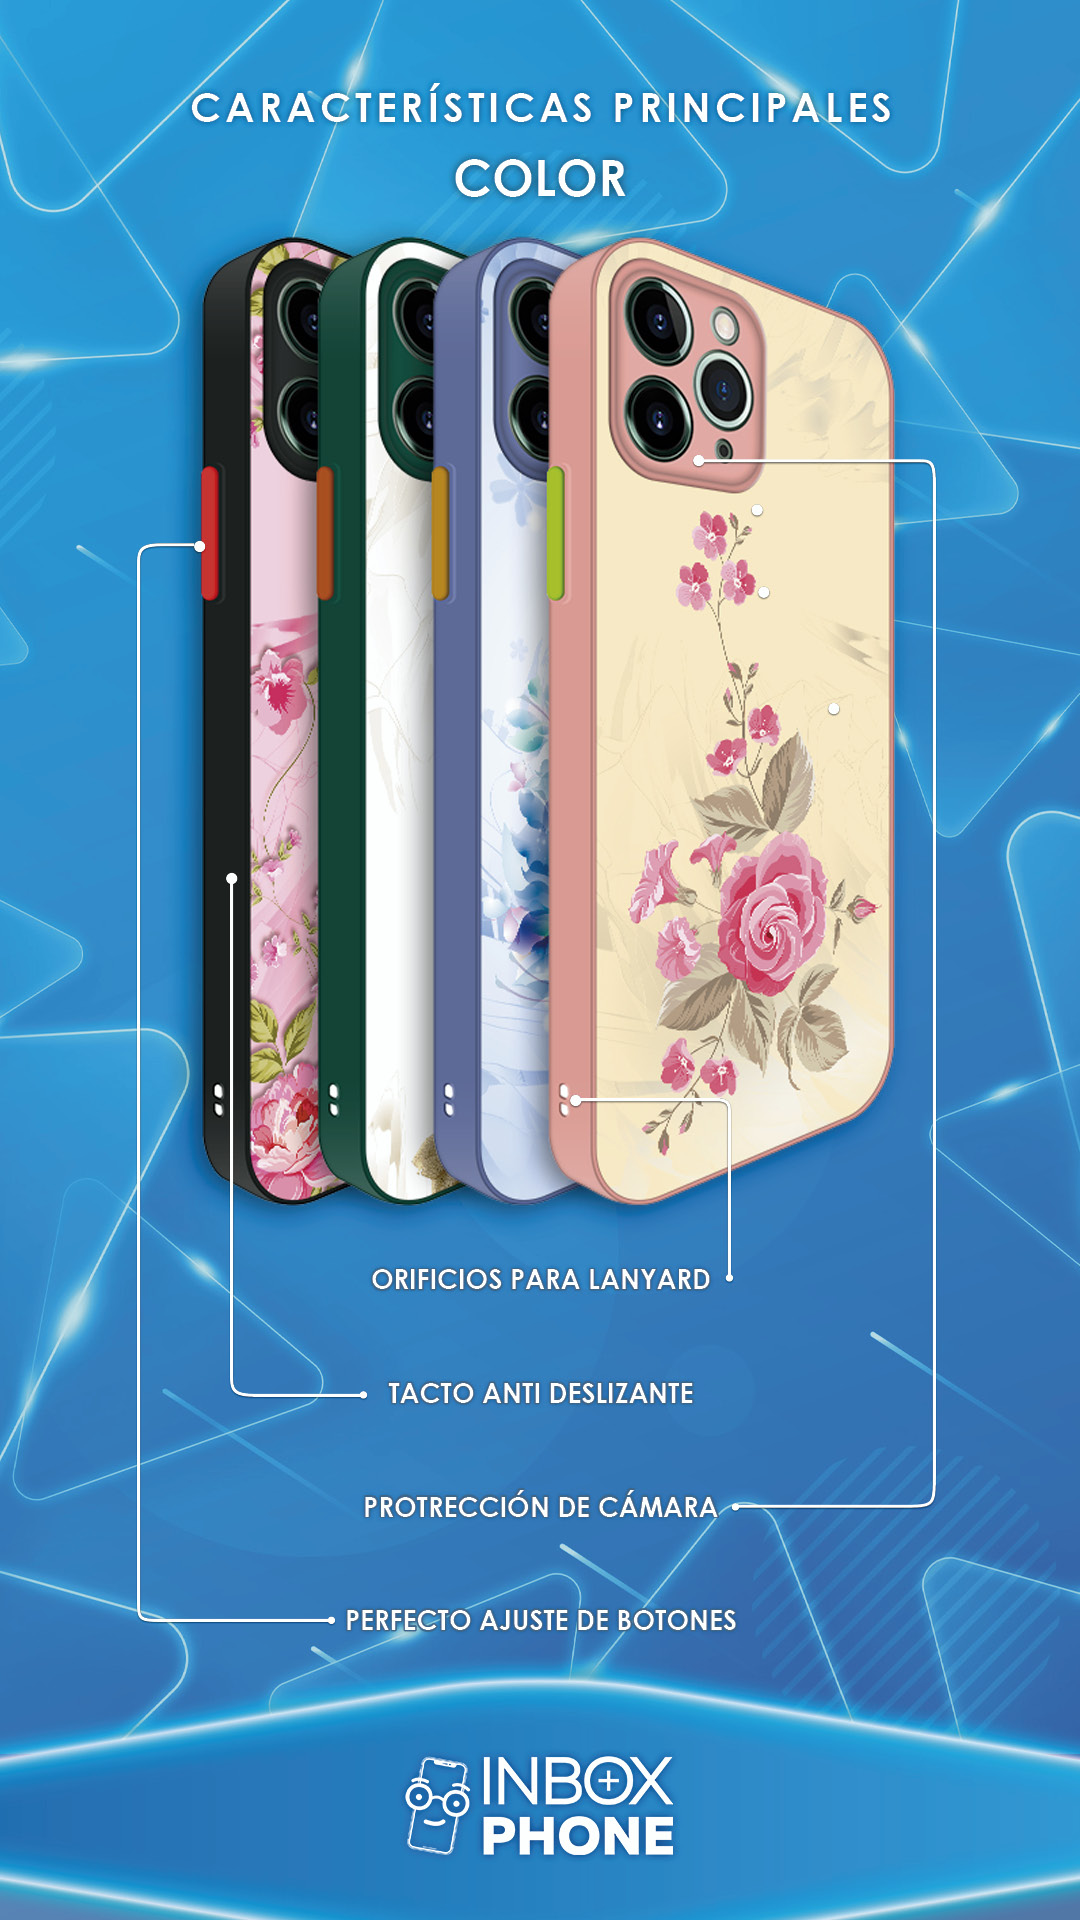 CARACTERÍSTICAS PRINCIPALES
COLOR
ORIFICIOS PARA LANYARD
TACTO ANTI DESLIZANTE
PROTRECCIÓN DE CÁMARA
PERFECTO AJUSTE DE BOTONES
INBOX
PHONE